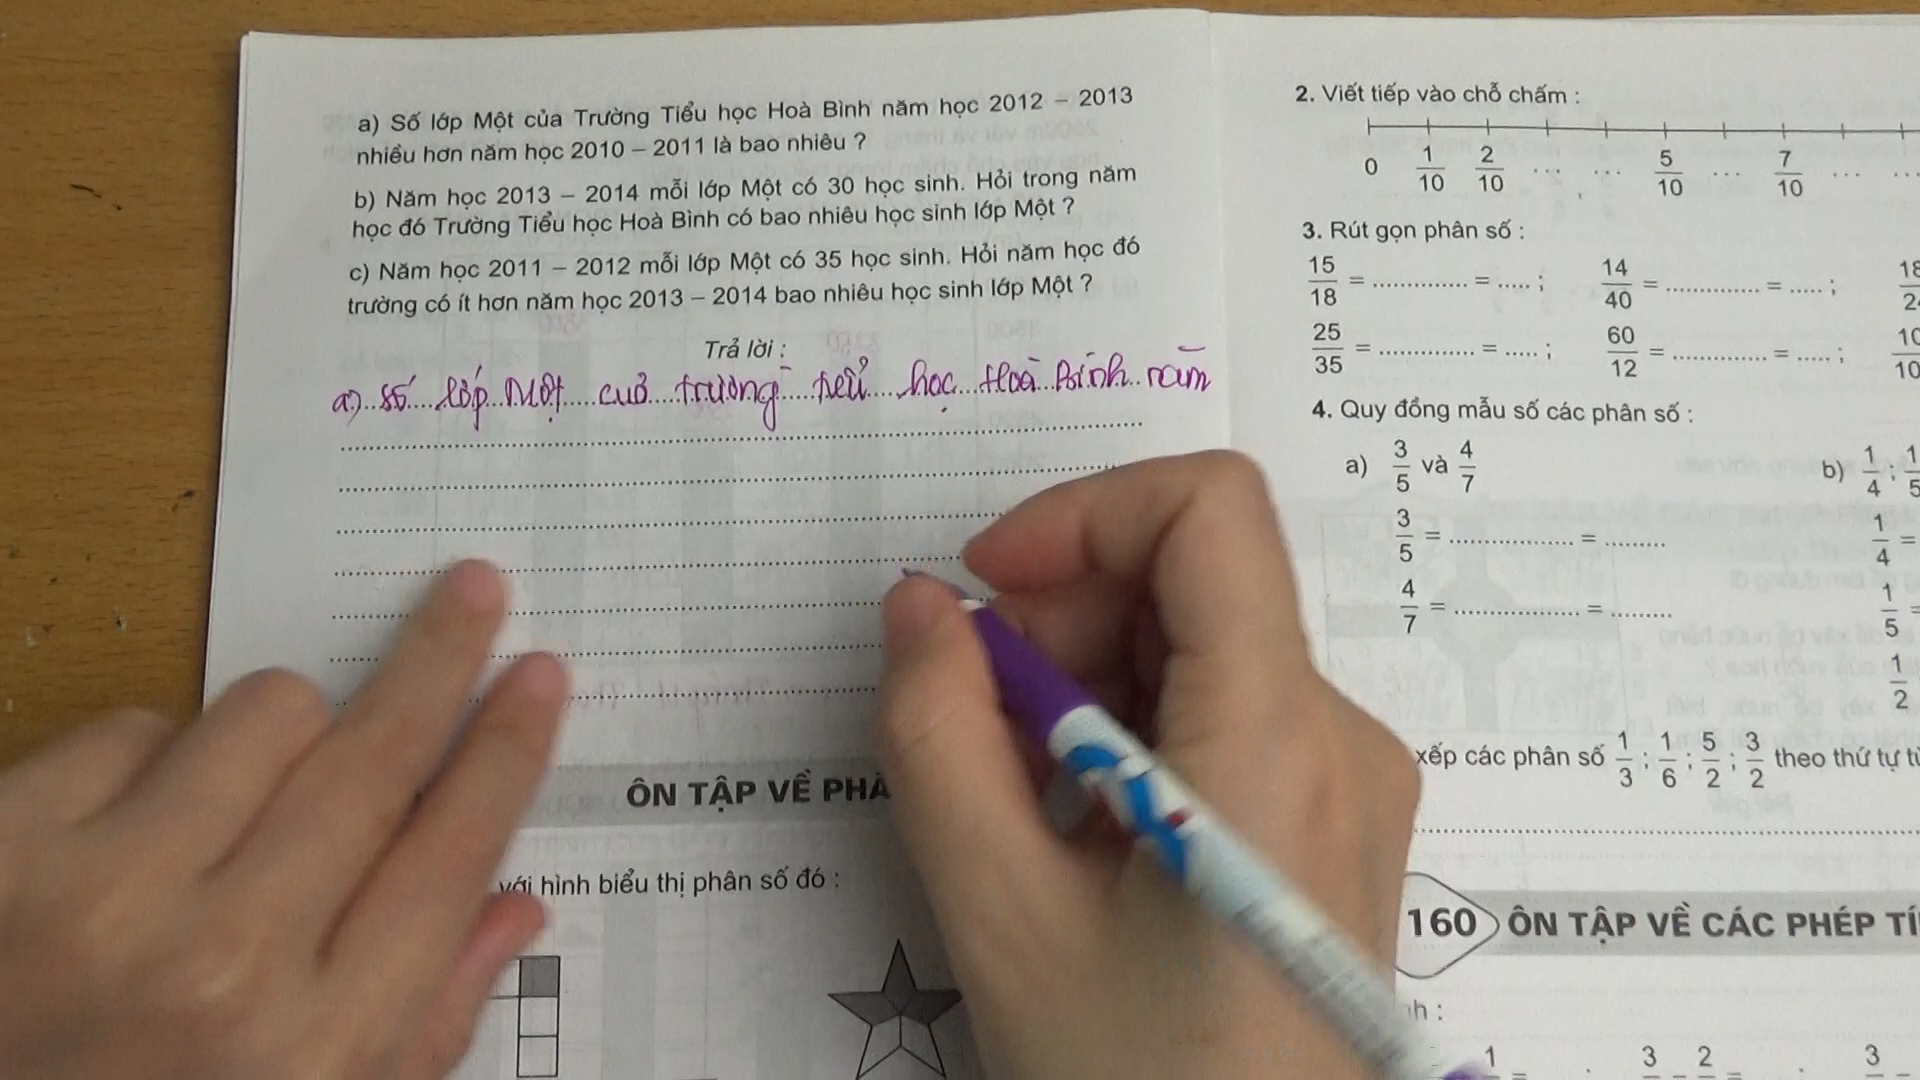 a) Số lớp Một của Trường Tiểu học Hoà Bình năm học 2012 – 2013
nhiều hơn năm học 2010 – 2011 là bao nhiêu ?
b) Năm học 2013 – 2014 mỗi lớp Một có 30 học sinh. Hỏi trong năm
học đó Trường Tiểu học Hoà Bình có bao nhiêu học sinh lớp Một ?
c) Năm học 2011 – 2012 mỗi lớp Một có 35 học sinh. Hỏi năm học đó
trường có ít hơn năm học 2013 – 2014 bao nhiêu học sinh lớp Một ?
Trả lời :
a) số lớp Một củả trường tiểu học Hoà Bình năm
ÔN TẬP VỀ PHÂ
với hình biểu thị phân số đó :
2. Viết tiếp vào chỗ chấm :
0 1/10 2/10 ... ... 5/10 ... 7/10 ... ...
3. Rút gọn phân số :
15/18 = ............. = ..... ; 14/40 = ............. = ..... ;
25/35 = ............. = ..... ; 60/12 = ............. = ..... ;
4. Quy đồng mẫu số các phân số :
a) 3/5 và 4/7 b) 1/4 ; 1/5
3/5 = ................. = ......... 1/4 =
4/7 = ................. = ......... 1/5 =
1/2
xếp các phân số 1/3 ; 1/6 ; 5/2 ; 3/2 theo thứ tự từ
160 ÔN TẬP VỀ CÁC PHÉP TÍ